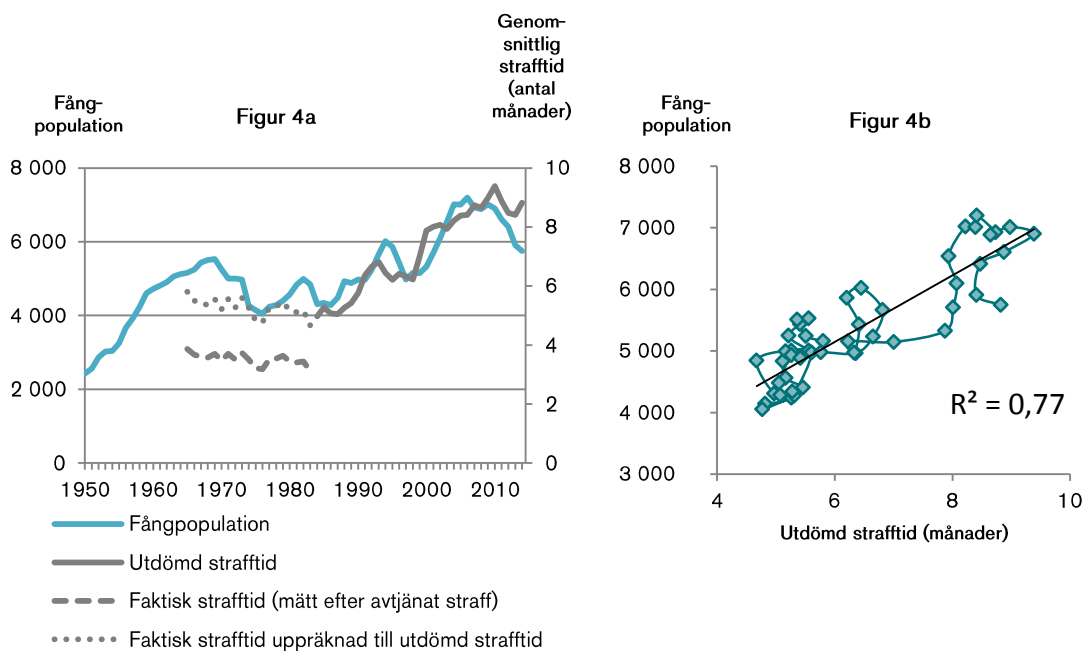 Fång-
population
Figur 4a
Genom-
snittlig
strafftid
(antal
månader)
8 000
6 000
4 000
2 000
0
10
8
6
4
2
0
1950 1960 1970 1980 1990 2000 2010
Fångpopulation
Utdömd strafftid
Faktisk strafftid (mätt efter avtjänat straff)
Faktisk strafftid uppräknad till utdömd strafftid
Fång-
population
Figur 4b
8 000
7 000
6 000
5 000
4 000
3 000
R² = 0,77
4 6 8 10
Utdömd strafftid (månader)